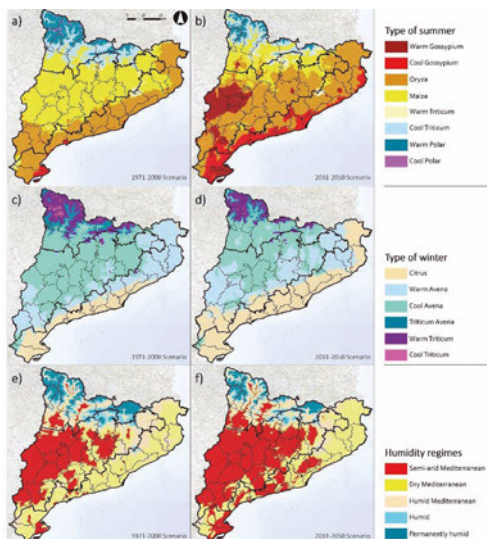 a)
b)
Type of summer
Warm Gossypium
Cool Gossypium
Oryza
Maize
Warm Triticum
Cool Triticum
Warm Polar
Cool Polar
1971-2000 Scenario
2031-2050 Scenario
c)
d)
Type of winter
Citrus
Warm Avena
Cool Avena
Triticum Avena
Warm Triticum
Cool Triticum
1971-2000 Scenario
2031-2050 Scenario
e)
f)
Humidity regimes
Semi-arid Mediterranean
Dry Mediterranean
Humid Mediterranean
Humid
Permanently humid
1971-2000 Scenario
2031-2050 Scenario